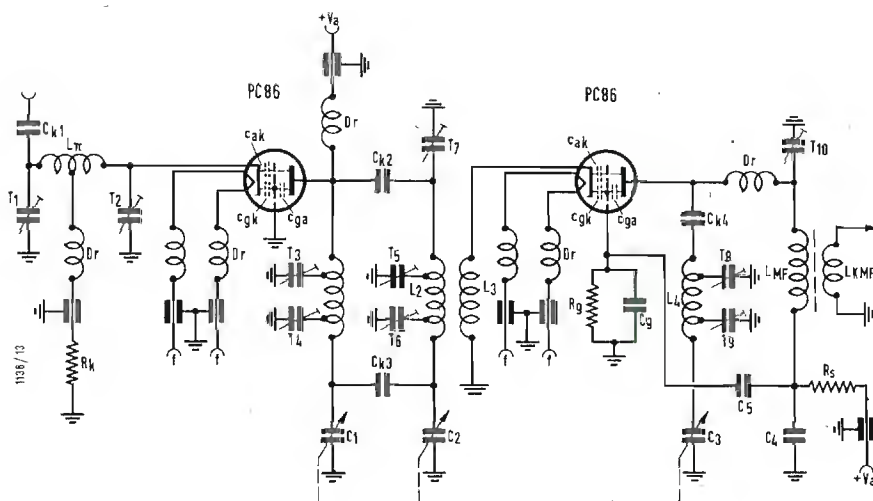 +Va
PC86
PC86
Ck1
Lπ
cak
Dr
Ck2
T7
cak
Dr
T10
T1
T2
cgk
cga
cgk
cga
Ck4
Dr
Dr
T3
T5
L2
L3
Dr
Rg
Cg
L4
T8
LMF
LKMF
T4
T6
T9
Rk
f
f
f
f
Ck3
C5
Rs
1136/13
C1
C2
C3
C4
+Va